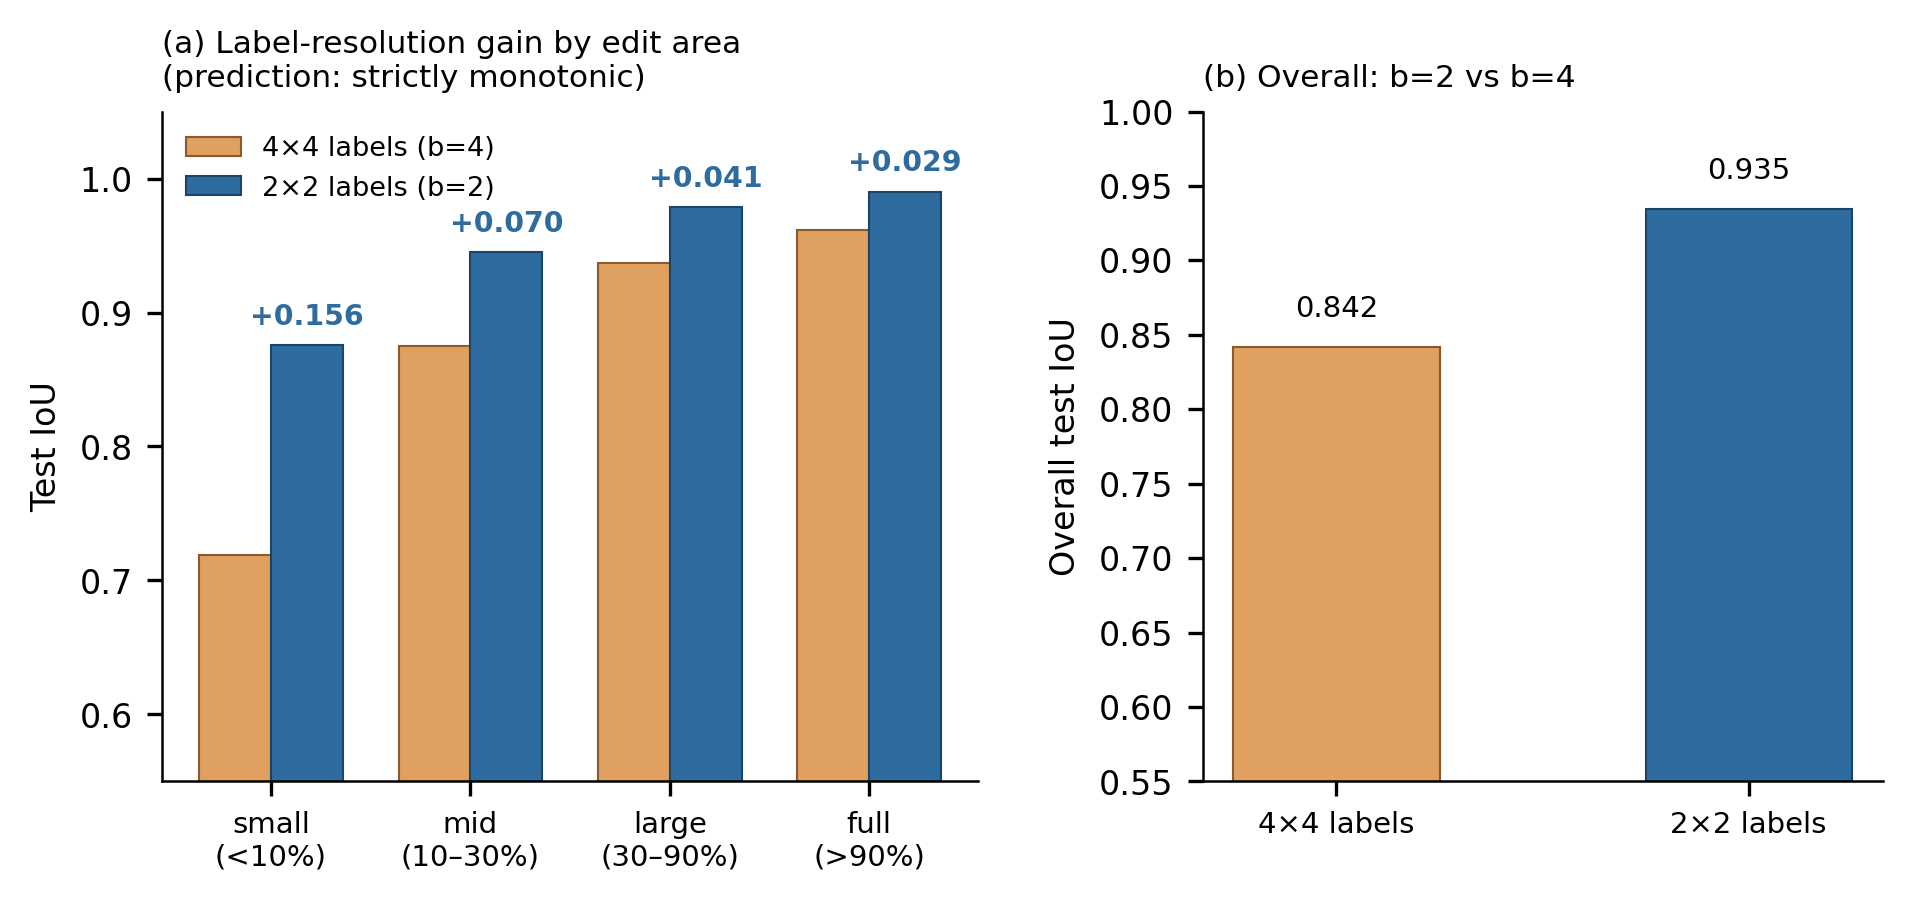 (a) Label-resolution gain by edit area
(prediction: strictly monotonic)
4×4 labels (b=4)
2×2 labels (b=2)
+0.156
+0.070
+0.041
+0.029
Test IoU
1.0
0.9
0.8
0.7
0.6
small
(<10%)
mid
(10–30%)
large
(30–90%)
full
(>90%)
(b) Overall: b=2 vs b=4
Overall test IoU
1.00
0.95
0.90
0.85
0.80
0.75
0.70
0.65
0.60
0.55
0.842
0.935
4×4 labels
2×2 labels